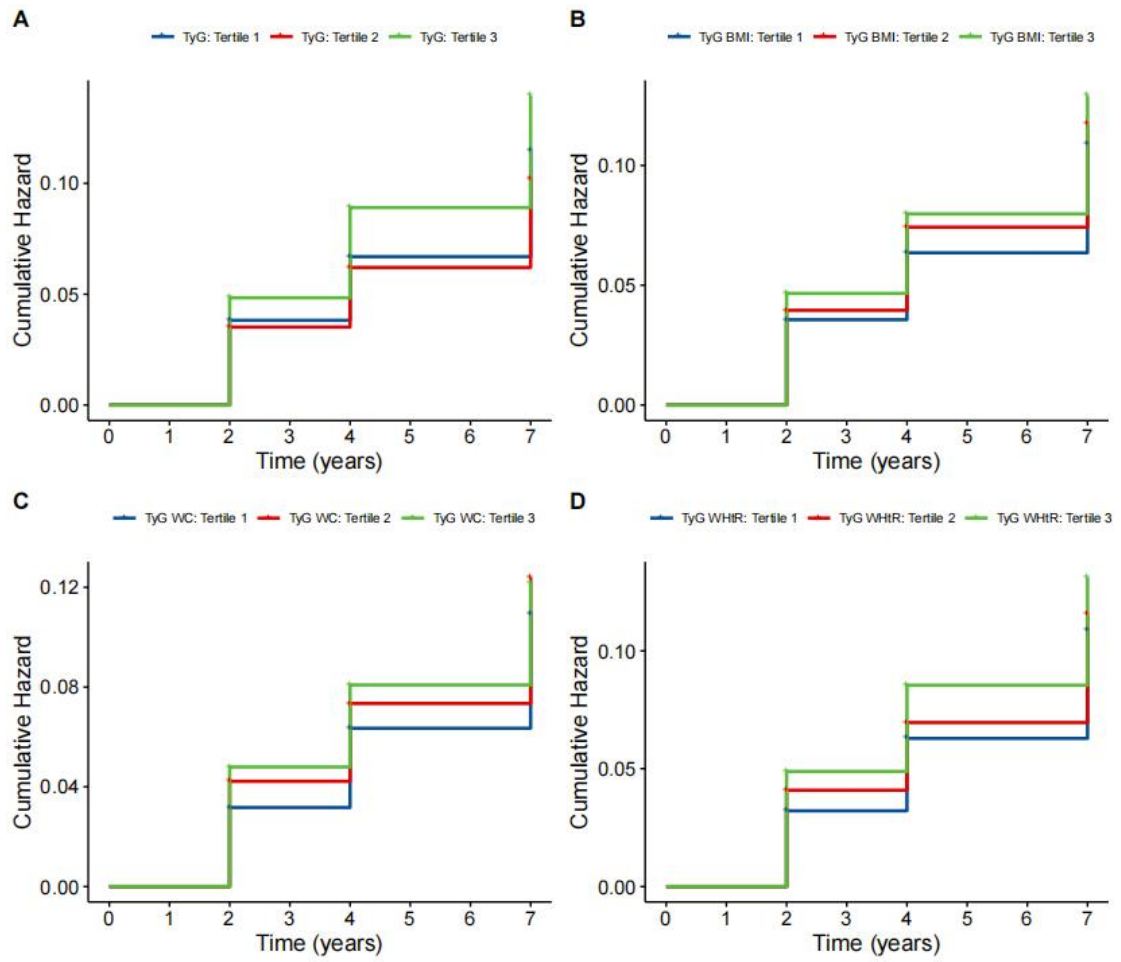 A
TyG: Tertile 1 TyG: Tertile 2 TyG: Tertile 3
Cumulative Hazard
0.10
0.05
0.00
0 1 2 3 4 5 6 7
Time (years)
B
TyG BMI: Tertile 1 TyG BMI: Tertile 2 TyG BMI: Tertile 3
Cumulative Hazard
0.10
0.05
0.00
0 1 2 3 4 5 6 7
Time (years)
C
TyG WC: Tertile 1 TyG WC: Tertile 2 TyG WC: Tertile 3
Cumulative Hazard
0.12
0.08
0.04
0.00
0 1 2 3 4 5 6 7
Time (years)
D
TyG WHtR: Tertile 1 TyG WHtR: Tertile 2 TyG WHtR: Tertile 3
Cumulative Hazard
0.10
0.05
0.00
0 1 2 3 4 5 6 7
Time (years)